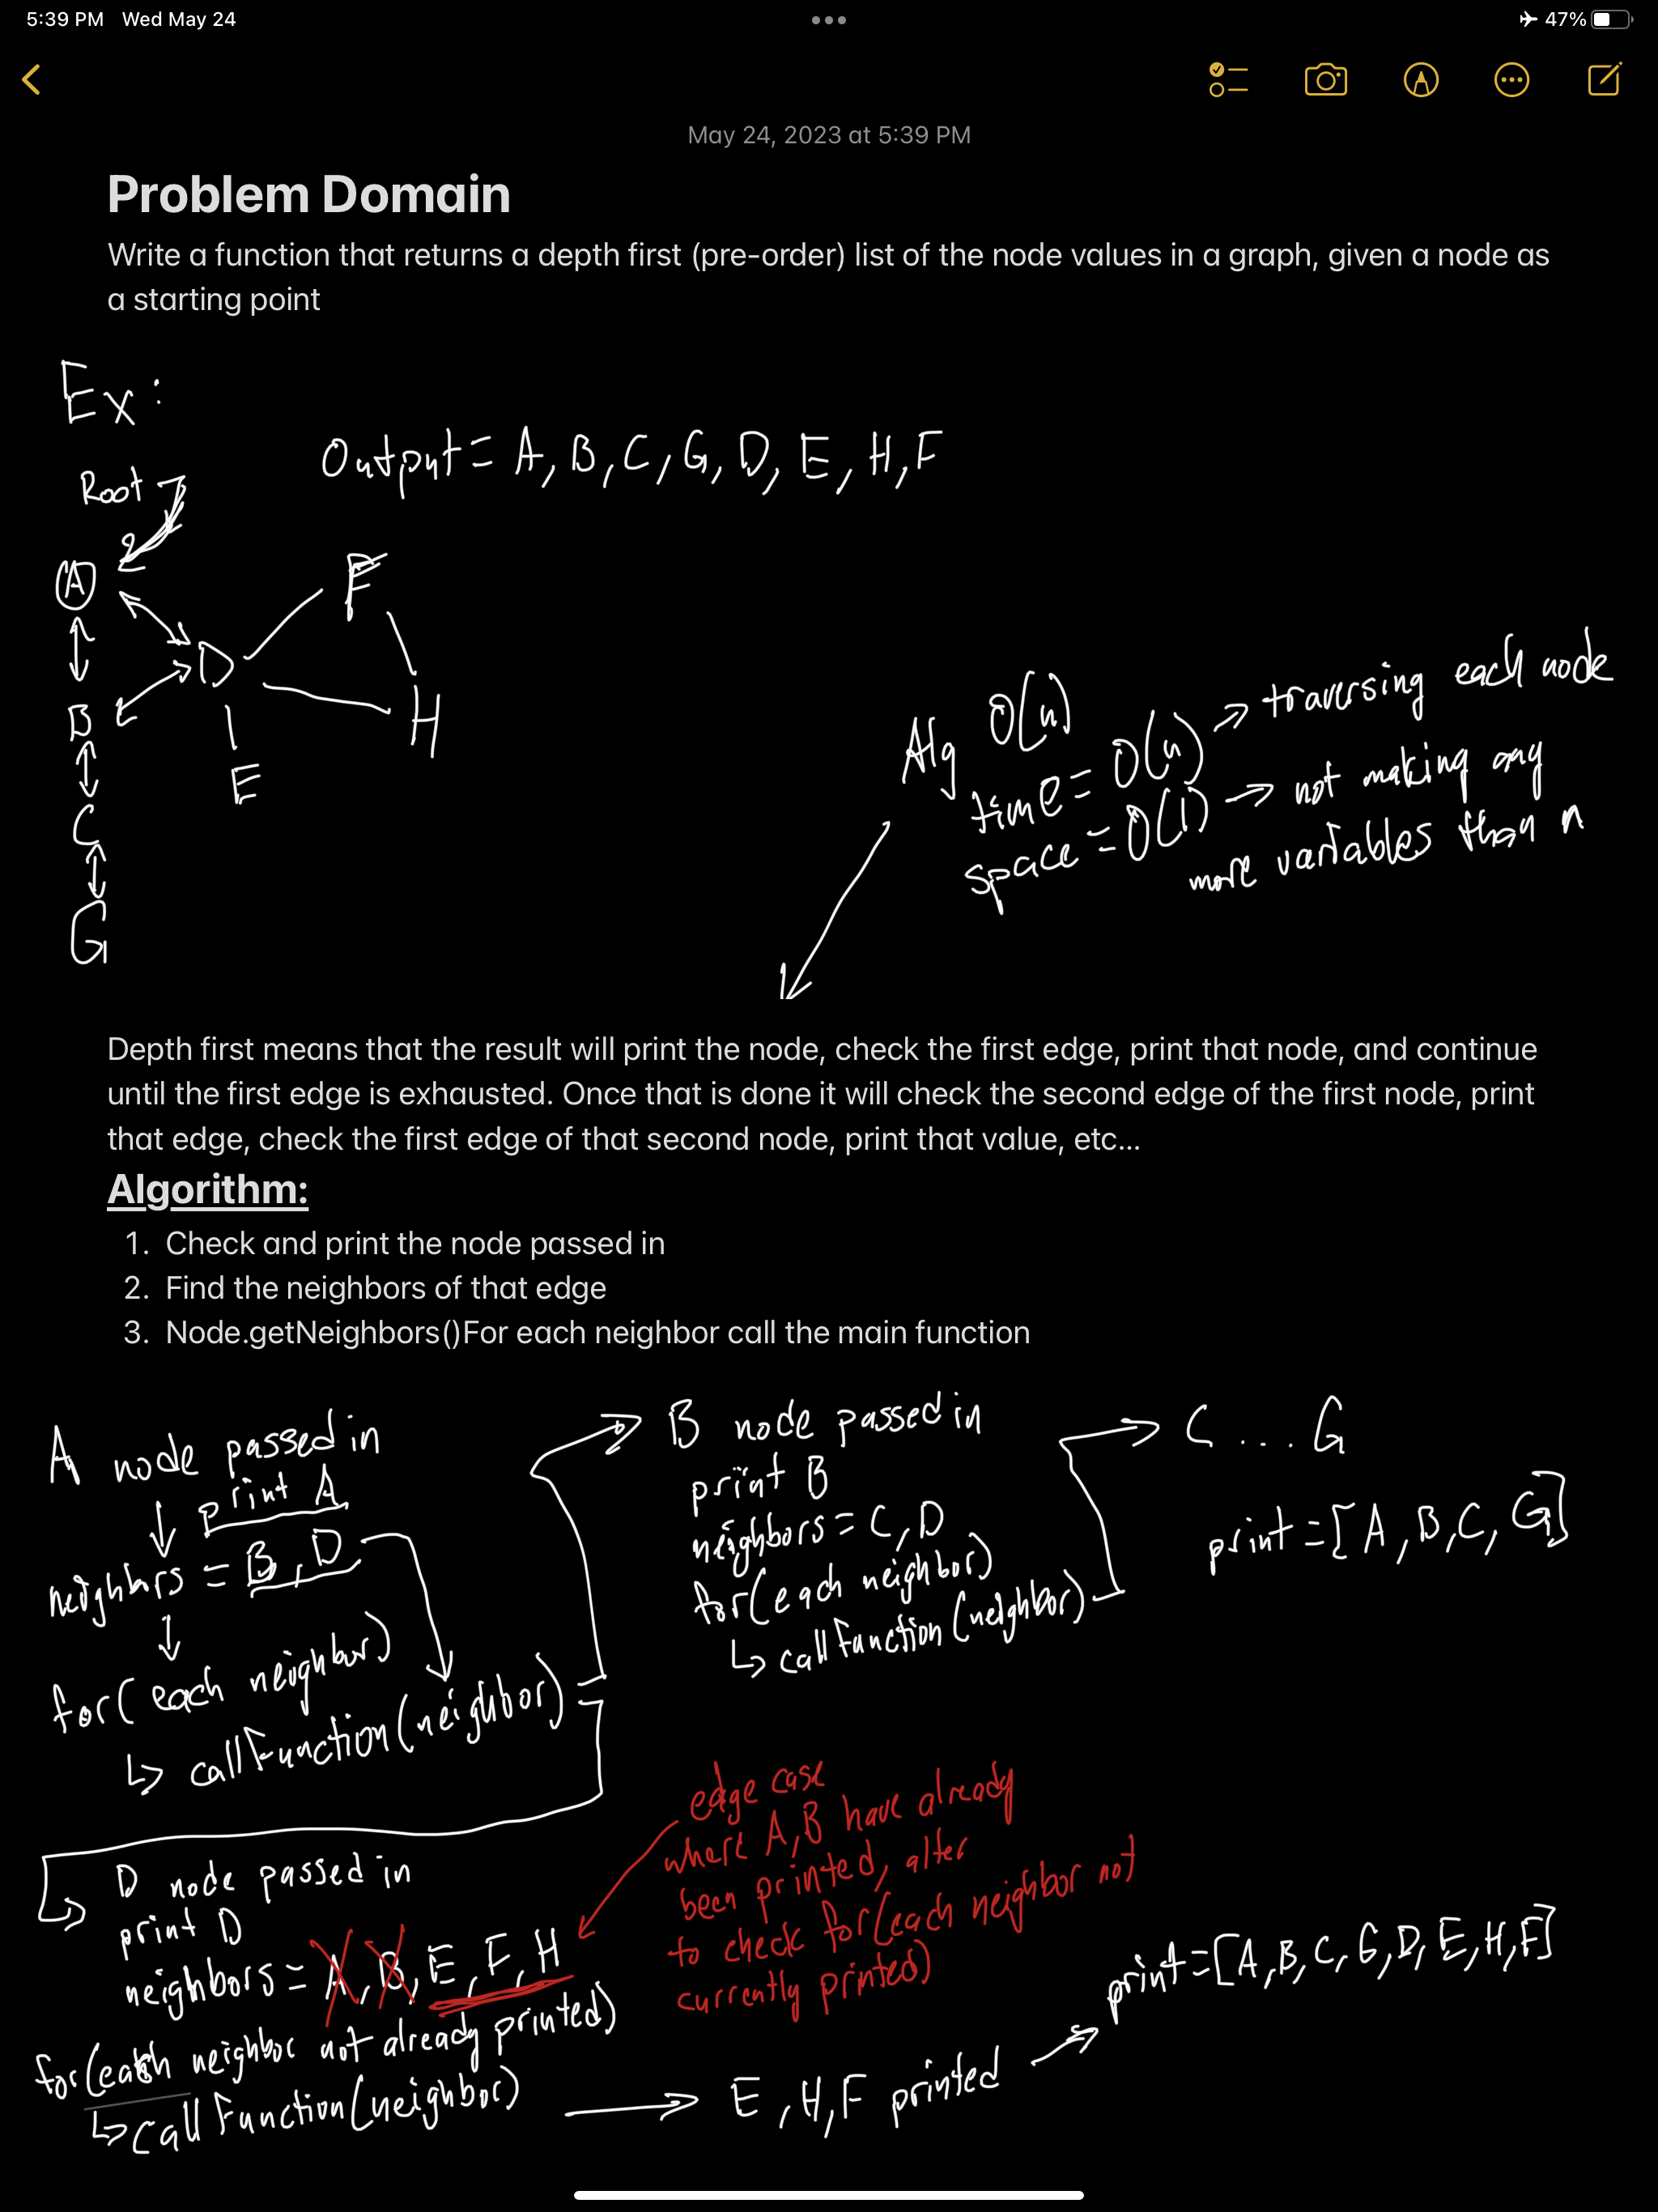 5:39 PM Wed May 24
47%
May 24, 2023 at 5:39 PM
Problem Domain
Write a function that returns a depth first (pre-order) list of the node values in a graph, given a node as
a starting point
Ex:
Output = A, B, C, G, D, E, H, F
Root
A
F
D
B
H
E
C
G
Alg O(n)
time = O(n) → traversing each node
space = O(1) → not making any
more variables than n
Depth first means that the result will print the node, check the first edge, print that node, and continue
until the first edge is exhausted. Once that is done it will check the second edge of the first node, print
that edge, check the first edge of that second node, print that value, etc...
Algorithm:
1. Check and print the node passed in
2. Find the neighbors of that edge
3. Node.getNeighbors()For each neighbor call the main function
A node passed in
print A
neighbors = B, D
for( each neighbor)
↳ callFunction(neighbor)
B node passed in
print B
neighbors = C, D
for(each neighbor)
↳ callFunction(neighbor)
C ... G
print = [A, B, C, G]
edge case
where A, B have already
been printed, alter
to check for(each neighbor not
currently printed)
D node passed in
print D
neighbors = A, B, E, F, H
for(each neighbor not already printed)
↳ callFunction(neighbor)
→ E, H, F printed
→ print = [A, B, C, G, D, E, H, F]